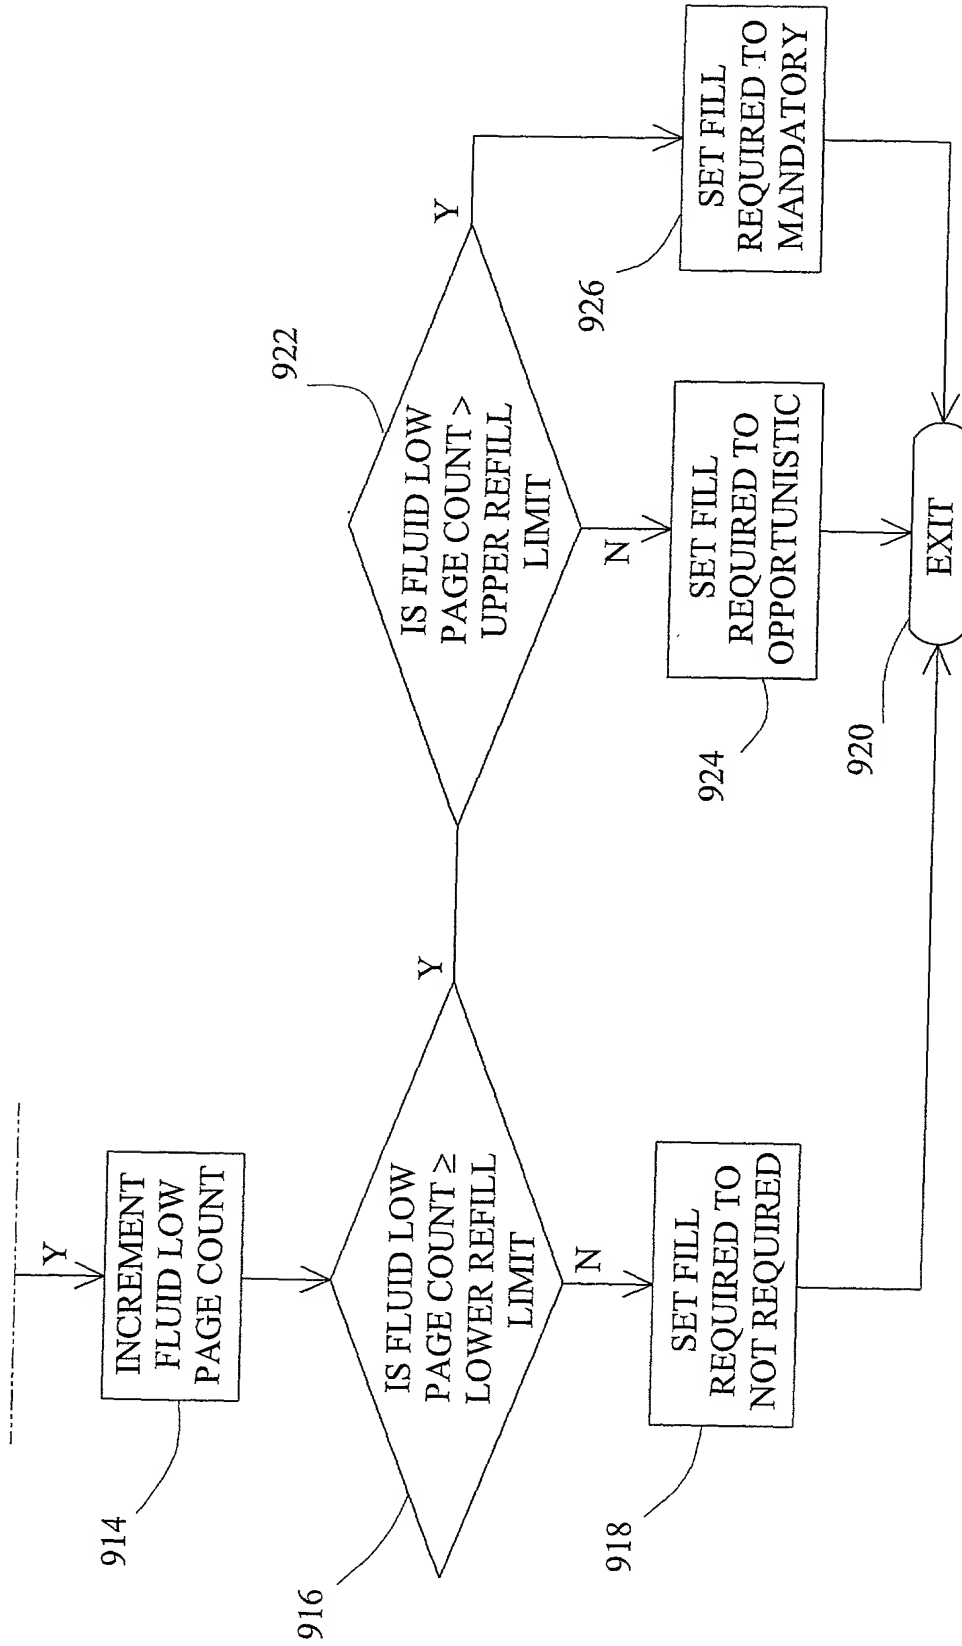 Y
INCREMENT
FLUID LOW
PAGE COUNT
914
IS FLUID LOW
PAGE COUNT ≥
LOWER REFILL
LIMIT
916
Y
N
SET FILL
REQUIRED TO
NOT REQUIRED
918
IS FLUID LOW
PAGE COUNT >
UPPER REFILL
LIMIT
922
Y
N
SET FILL
REQUIRED TO
OPPORTUNISTIC
924
SET FILL
REQUIRED TO
MANDATORY
926
EXIT
920